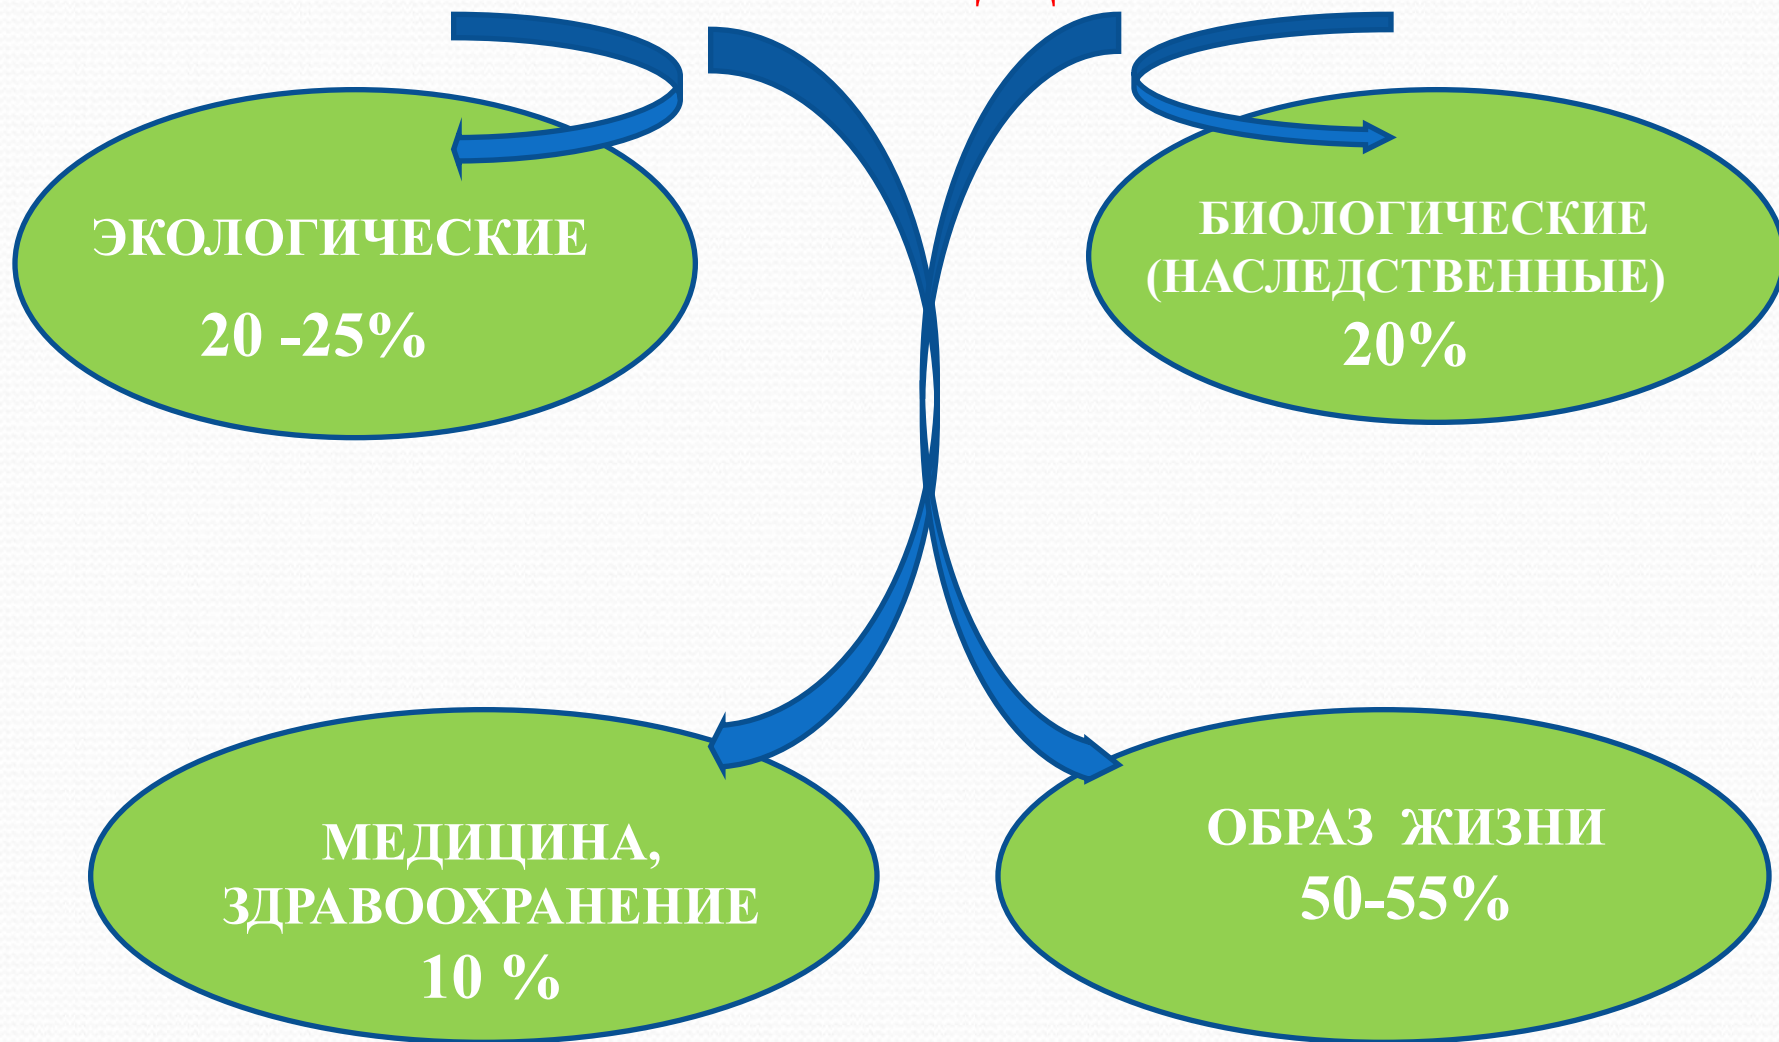 ЭКОЛОГИЧЕСКИЕ
20 -25%
БИОЛОГИЧЕСКИЕ
(НАСЛЕДСТВЕННЫЕ)
20%
МЕДИЦИНА,
ЗДРАВООХРАНЕНИЕ
10 %
ОБРАЗ ЖИЗНИ
50-55%